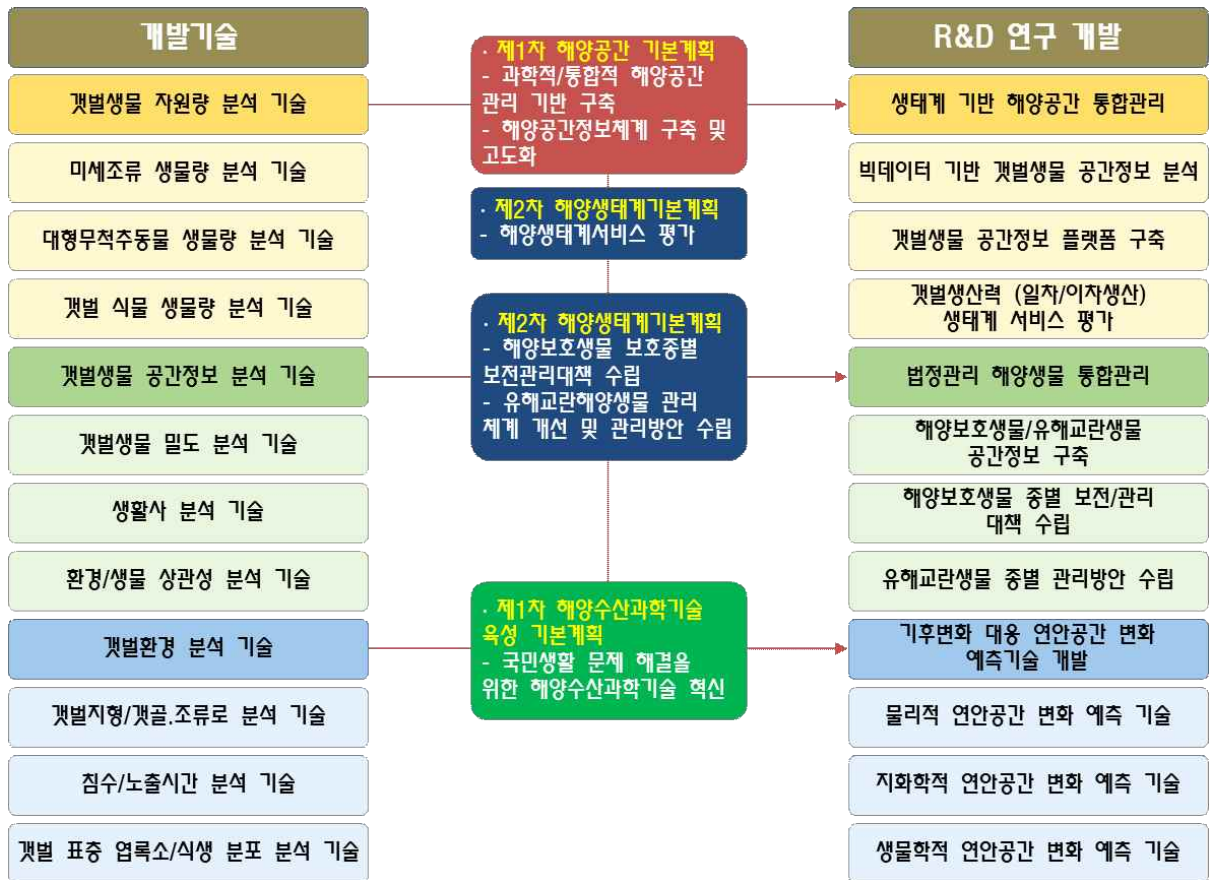 개발기술
갯벌생물 자원량 분석 기술
미세조류 생물량 분석 기술
대형무척추동물 생물량 분석 기술
갯벌 식물 생물량 분석 기술
갯벌생물 공간정보 분석 기술
갯벌생물 밀도 분석 기술
생활사 분석 기술
환경/생물 상관성 분석 기술
갯벌환경 분석 기술
갯벌지형/갯골.조류로 분석 기술
침수/노출시간 분석 기술
갯벌 표층 엽록소/식생 분포 분석 기술
· 제1차 해양공간 기본계획
- 과학적/통합적 해양공간
관리 기반 구축
- 해양공간정보체계 구축 및
고도화
· 제2차 해양생태계기본계획
- 해양생태계서비스 평가
· 제2차 해양생태계기본계획
- 해양보호생물 보호종별
보전관리대책 수립
- 유해교란해양생물 관리
체계 개선 및 관리방안 수립
· 제1차 해양수산과학기술
육성 기본계획
- 국민생활 문제 해결을
위한 해양수산과학기술 혁신
R&D 연구 개발
생태계 기반 해양공간 통합관리
빅데이터 기반 갯벌생물 공간정보 분석
갯벌생물 공간정보 플랫폼 구축
갯벌생산력 (일차/이차생산)
생태계 서비스 평가
법정관리 해양생물 통합관리
해양보호생물/유해교란생물
공간정보 구축
해양보호생물 종별 보전/관리
대책 수립
유해교란생물 종별 관리방안 수립
기후변화 대응 연안공간 변화
예측기술 개발
물리적 연안공간 변화 예측 기술
지화학적 연안공간 변화 예측 기술
생물학적 연안공간 변화 예측 기술